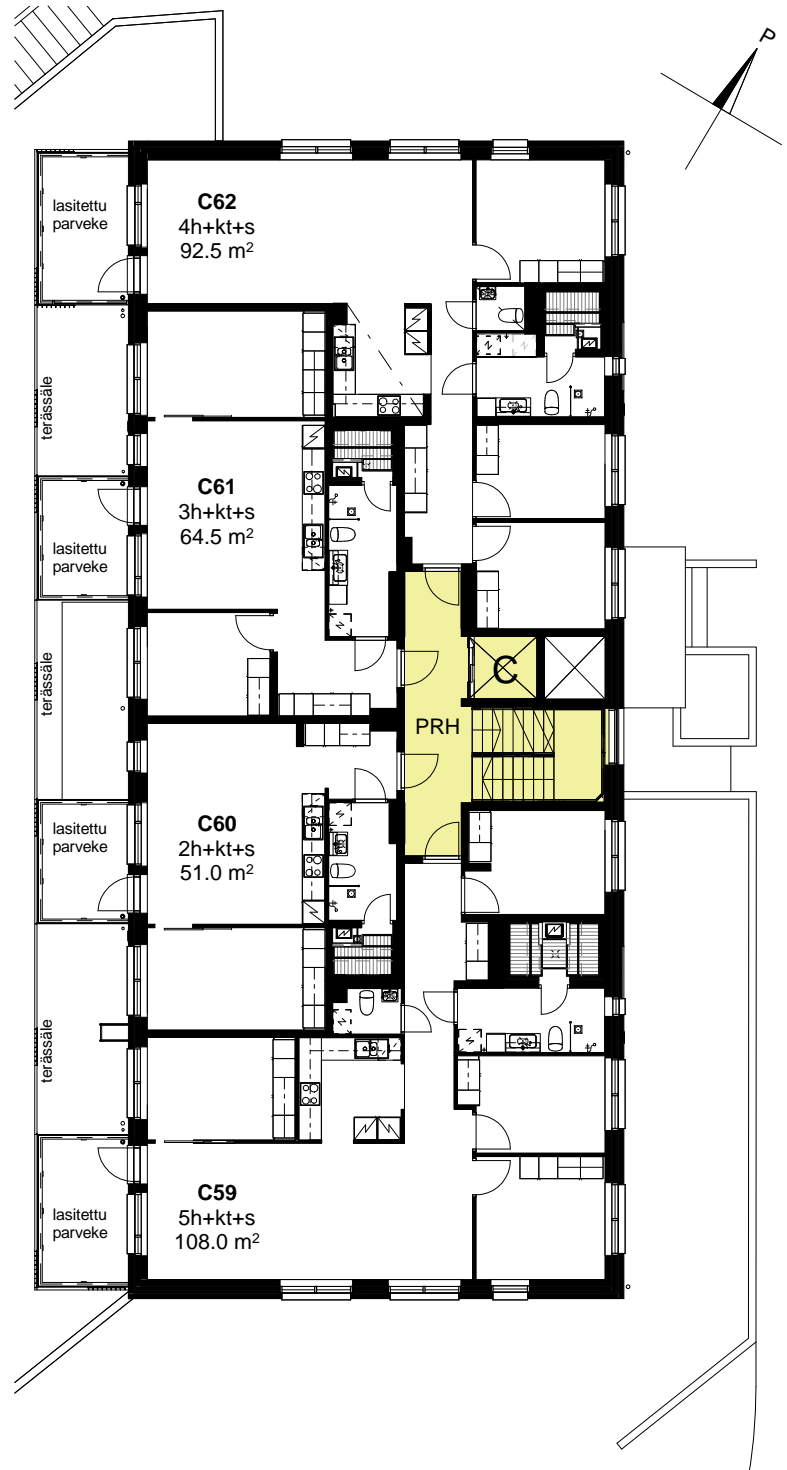 P
C62
4h+kt+s
92.5 m²
lasitettu
parveke
terässäle
C61
3h+kt+s
64.5 m²
lasitettu
parveke
terässäle
C
PRH
C60
2h+kt+s
51.0 m²
lasitettu
parveke
terässäle
C59
5h+kt+s
108.0 m²
lasitettu
parveke